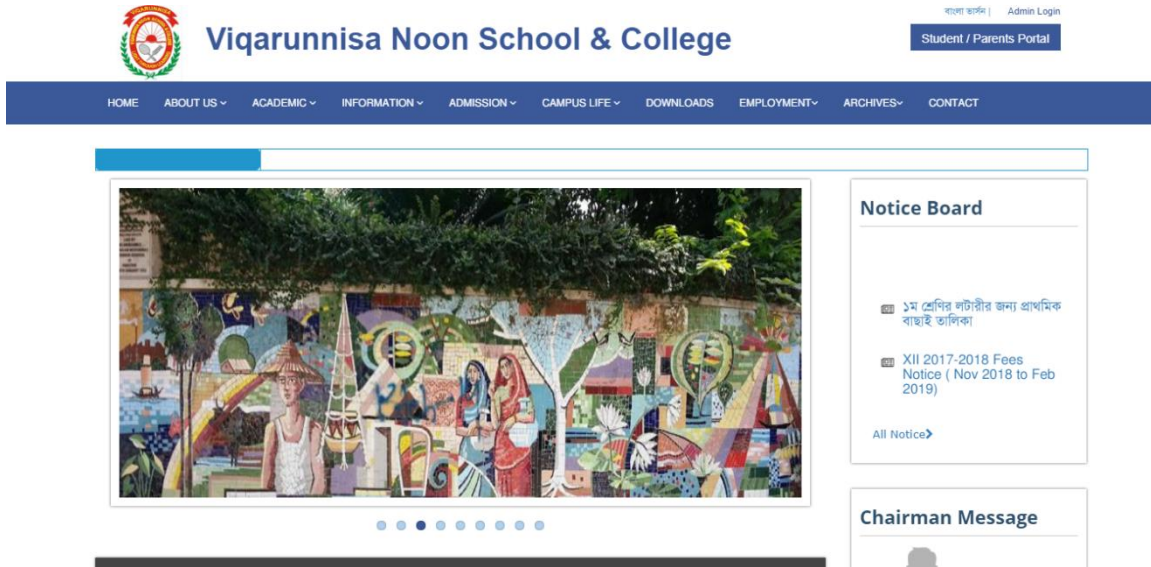 বাংলা ভার্সন | Admin Login
Viqarunnisa Noon School & College
Student / Parents Portal
HOME ABOUT US ACADEMIC INFORMATION ADMISSION CAMPUS LIFE DOWNLOADS EMPLOYMENT ARCHIVES CONTACT
Notice Board
১ম শ্রেণির লটারীর জন্য প্রাথমিক
বাছাই তালিকা
XII 2017-2018 Fees
Notice ( Nov 2018 to Feb
2019)
All Notice
Chairman Message